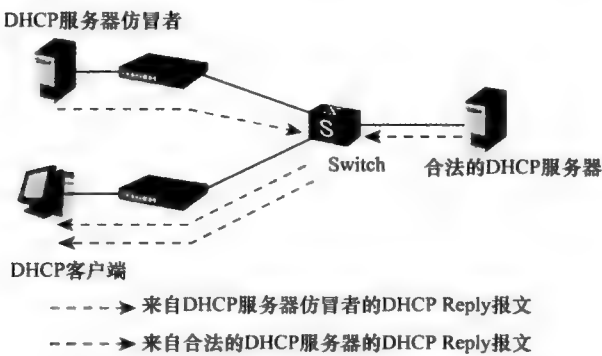 DHCP服务器仿冒者
S
Switch
合法的DHCP服务器
DHCP客户端
来自DHCP服务器仿冒者的DHCP Reply报文
来自合法的DHCP服务器的DHCP Reply报文